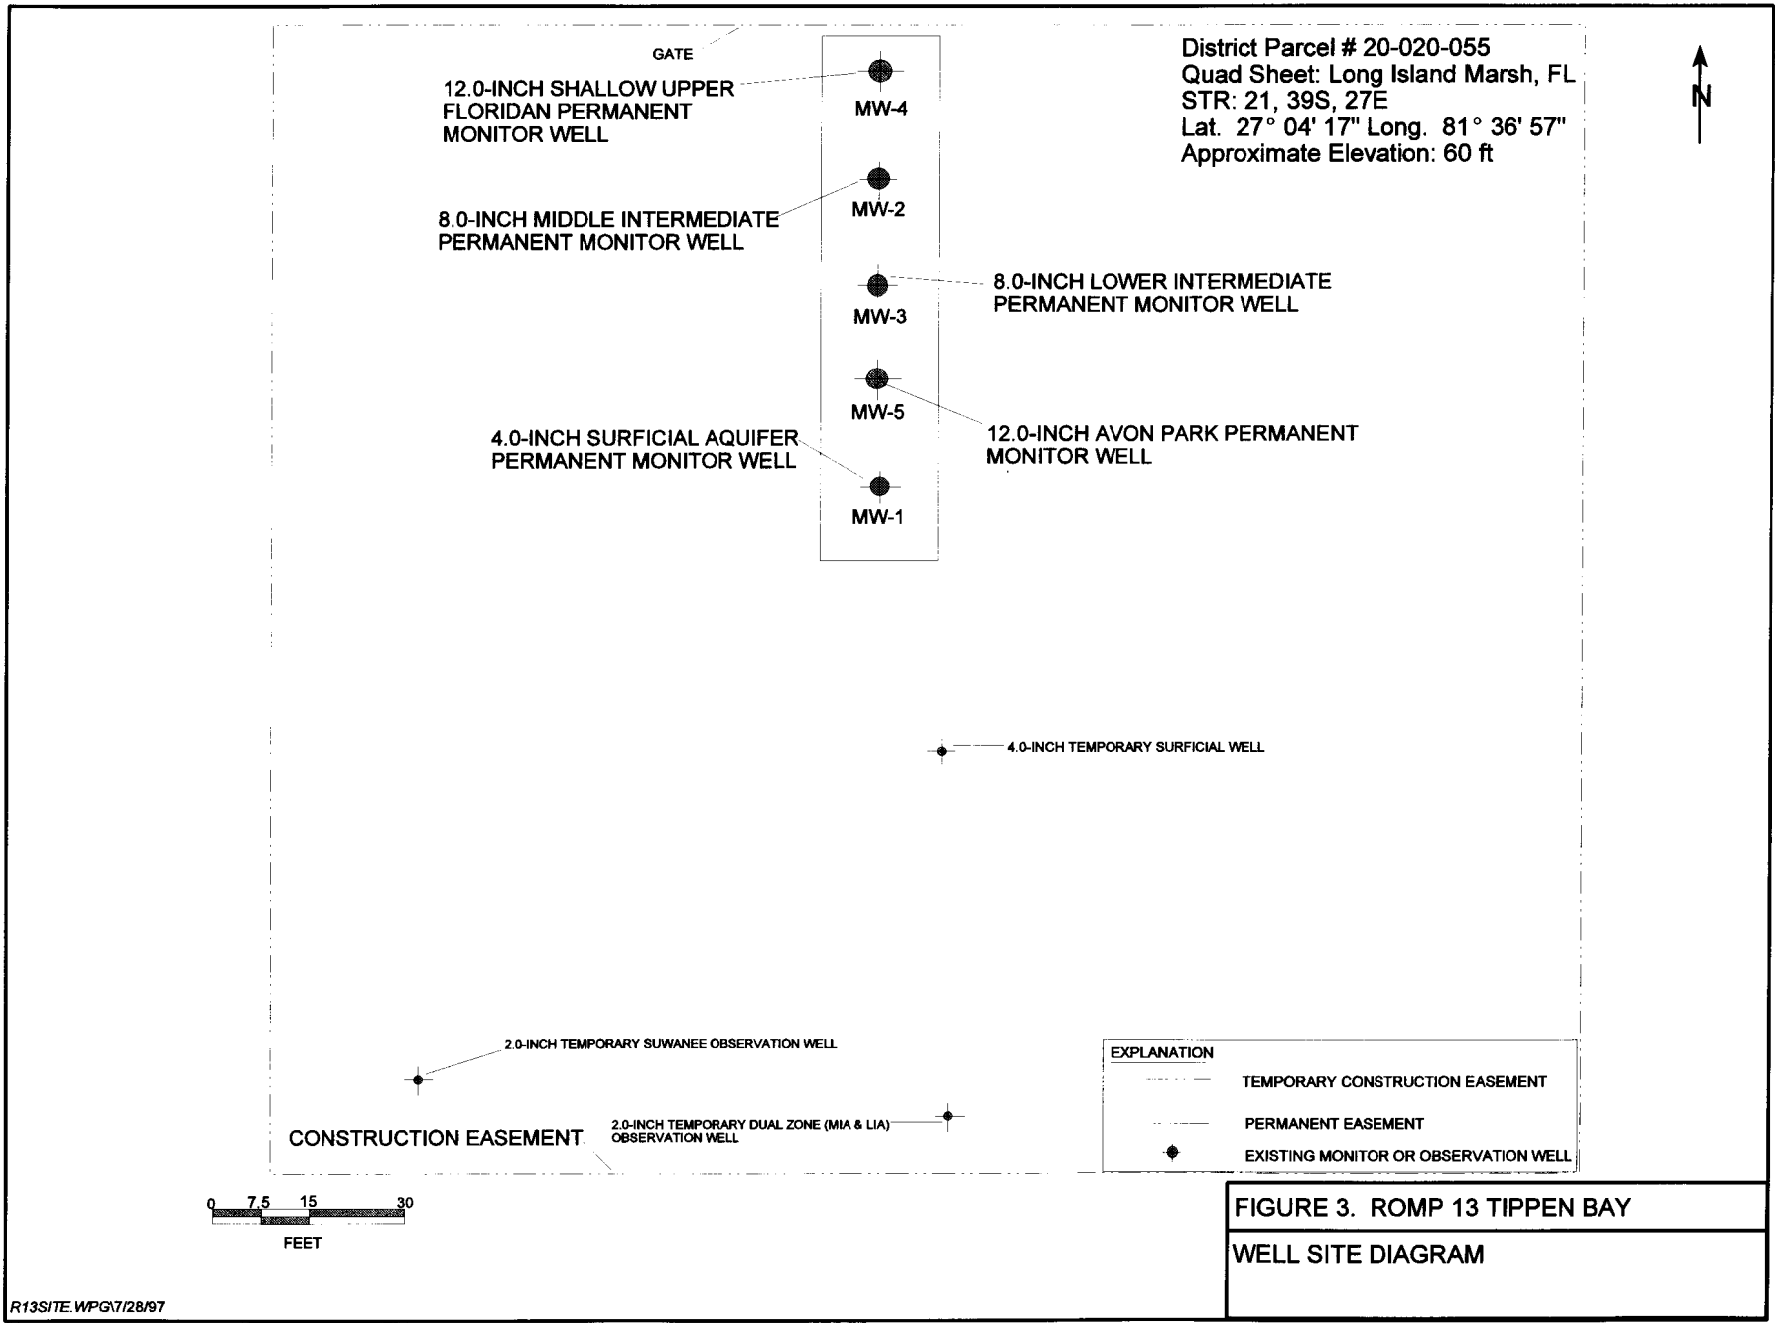 GATE
District Parcel # 20-020-055
Quad Sheet: Long Island Marsh, FL
STR: 21, 39S, 27E
Lat. 27° 04' 17" Long. 81° 36' 57"
Approximate Elevation: 60 ft
N
12.0-INCH SHALLOW UPPER
FLORIDAN PERMANENT
MONITOR WELL
MW-4
8.0-INCH MIDDLE INTERMEDIATE
PERMANENT MONITOR WELL
MW-2
8.0-INCH LOWER INTERMEDIATE
PERMANENT MONITOR WELL
MW-3
MW-5
12.0-INCH AVON PARK PERMANENT
MONITOR WELL
4.0-INCH SURFICIAL AQUIFER
PERMANENT MONITOR WELL
MW-1
4.0-INCH TEMPORARY SURFICIAL WELL
2.0-INCH TEMPORARY SUWANEE OBSERVATION WELL
2.0-INCH TEMPORARY DUAL ZONE (MIA & LIA)
OBSERVATION WELL
CONSTRUCTION EASEMENT
EXPLANATION
TEMPORARY CONSTRUCTION EASEMENT
PERMANENT EASEMENT
EXISTING MONITOR OR OBSERVATION WELL
0 7.5 15 30
FEET
FIGURE 3. ROMP 13 TIPPEN BAY
WELL SITE DIAGRAM
R13SITE.WPG\7/28/97